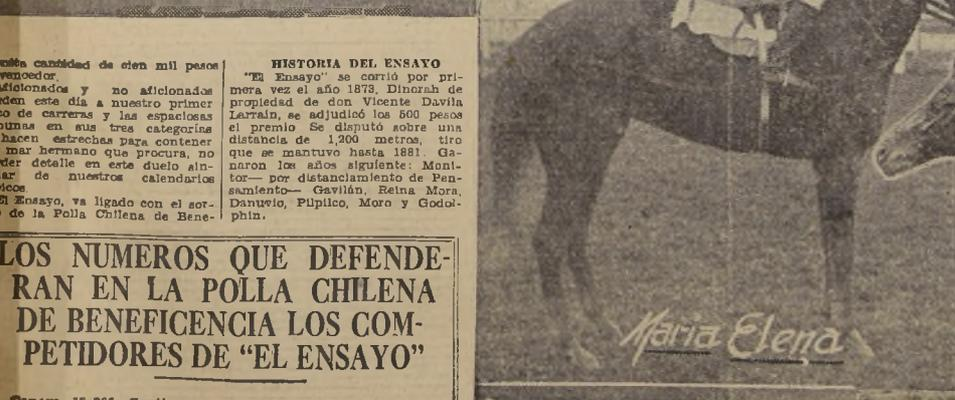 cantidad de cien mil pesos
vencedor.
aficionados y no aficionados
este día a nuestro primer
de carreras y las espaciosas
en sus tres categorías
hacen estrechas para contener
mar hermano que procura, no
detalle en este duelo sin-
de nuestros calendarios
El Ensayo, va ligado con el sor-
de la Polla Chilena de Bene-
HISTORIA DEL ENSAYO
"El Ensayo" se corrió por pri-
mera vez el año 1873. Dinorah de
propiedad de don Vicente Davila
Larrain, se adjudicó los 500 pesos
el premio Se disputó sobre una
distancia de 1,200 metros, tiro
que se mantuvo hasta 1881. Ga-
naron los años siguiente: Moni-
tor— por distanciamiento de Pen-
samiento— Gavilán, Reina Mora,
Danuvio, Pilpilco, Moro y Godol-
phin.
LOS NUMEROS QUE DEFENDE-
RAN EN LA POLLA CHILENA
DE BENEFICENCIA LOS COM-
PETIDORES DE "EL ENSAYO"
Maria Elena